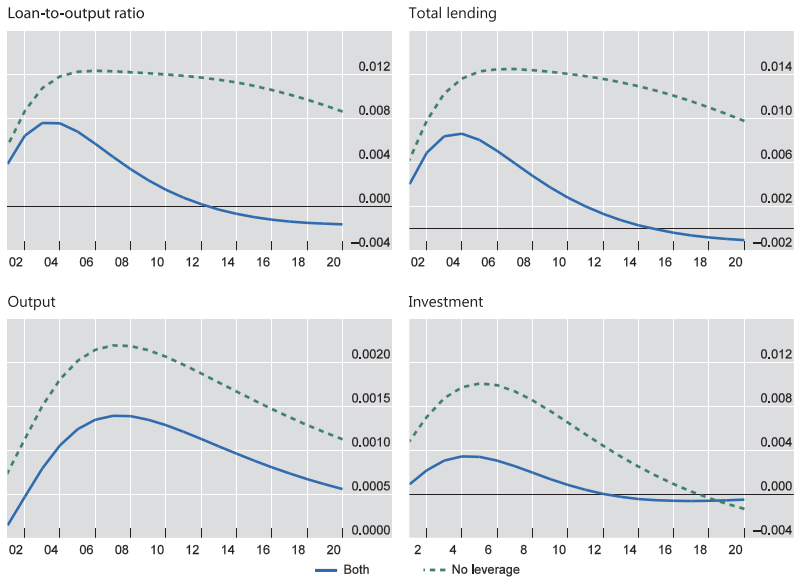 Loan-to-output ratio
0.012
0.008
0.004
0.000
–0.004
02 04 06 08 10 12 14 16 18 20
Total lending
0.014
0.010
0.006
0.002
–0.002
02 04 06 08 10 12 14 16 18 20
Output
0.0020
0.0015
0.0010
0.0005
0.0000
02 04 06 08 10 12 14 16 18 20
Investment
0.012
0.008
0.004
0.000
–0.004
2 4 6 8 10 12 14 16 18 20
Both No leverage